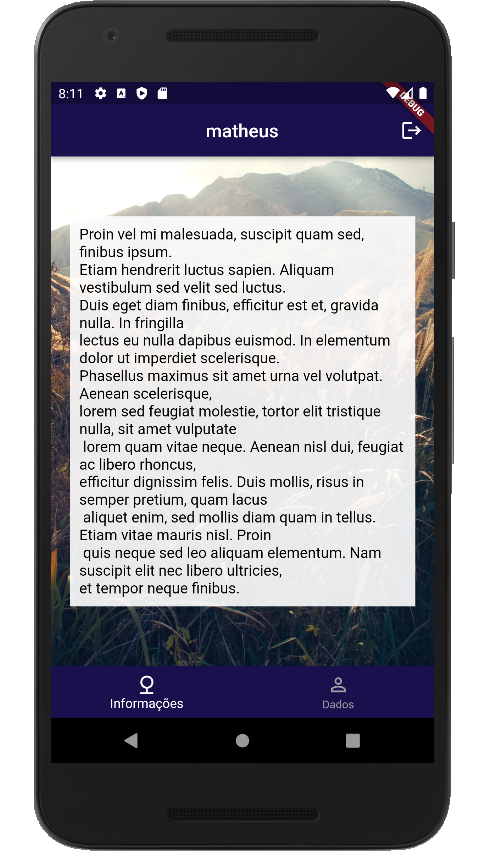 8:11
DEBUG
matheus
Proin vel mi malesuada, suscipit quam sed,
finibus ipsum.
Etiam hendrerit luctus sapien. Aliquam
vestibulum sed velit sed luctus.
Duis eget diam finibus, efficitur est et, gravida
nulla. In fringilla
lectus eu nulla dapibus euismod. In elementum
dolor ut imperdiet scelerisque.
Phasellus maximus sit amet urna vel volutpat.
Aenean scelerisque,
lorem sed feugiat molestie, tortor elit tristique
nulla, sit amet vulputate
lorem quam vitae neque. Aenean nisl dui, feugiat
ac libero rhoncus,
efficitur dignissim felis. Duis mollis, risus in
semper pretium, quam lacus
aliquet enim, sed mollis diam quam in tellus.
Etiam vitae mauris nisl. Proin
quis neque sed leo aliquam elementum. Nam
suscipit elit nec libero ultricies,
et tempor neque finibus.
Informações
Dados